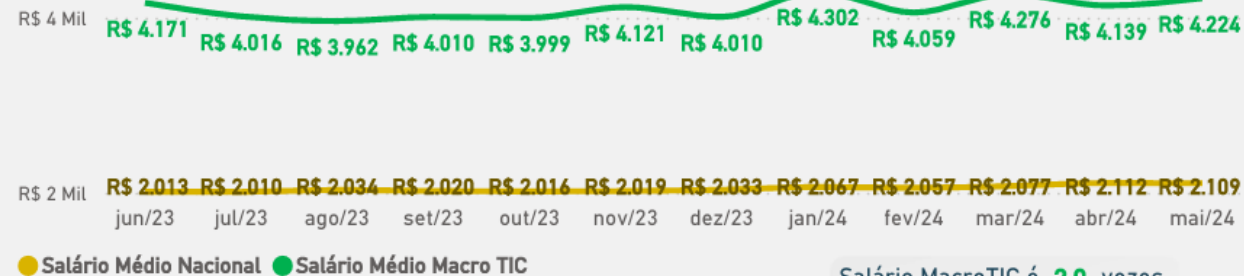 R$ 4 Mil
R$ 4.171 R$ 4.016 R$ 3.962 R$ 4.010 R$ 3.999 R$ 4.121 R$ 4.010 R$ 4.302 R$ 4.059 R$ 4.276 R$ 4.139 R$ 4.224
R$ 2 Mil
R$ 2.013 R$ 2.010 R$ 2.034 R$ 2.020 R$ 2.016 R$ 2.019 R$ 2.033 R$ 2.067 R$ 2.057 R$ 2.077 R$ 2.112 R$ 2.109
jun/23 jul/23 ago/23 set/23 out/23 nov/23 dez/23 jan/24 fev/24 mar/24 abr/24 mai/24
Salário Médio Nacional Salário Médio Macro TIC
Salário MacroTIC é vezes